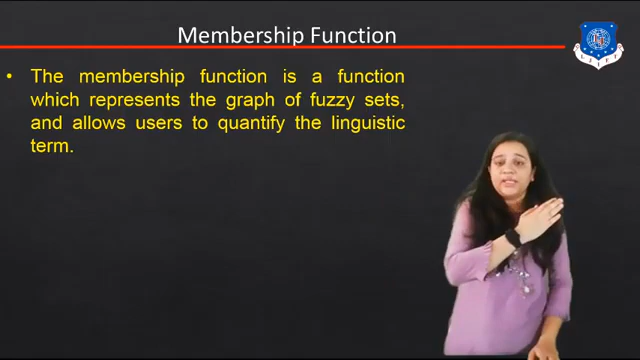 Membership Function
• The membership function is a function
which represents the graph of fuzzy sets,
and allows users to quantify the linguistic
term.